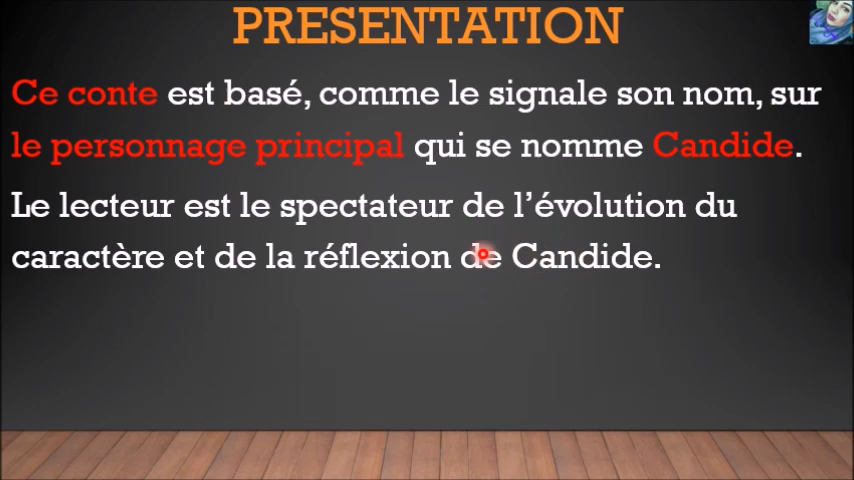 PRESENTATION
Ce conte est basé, comme le signale son nom, sur
le personnage principal qui se nomme Candide.
Le lecteur est le spectateur de l'évolution du
caractère et de la réflexion de Candide.